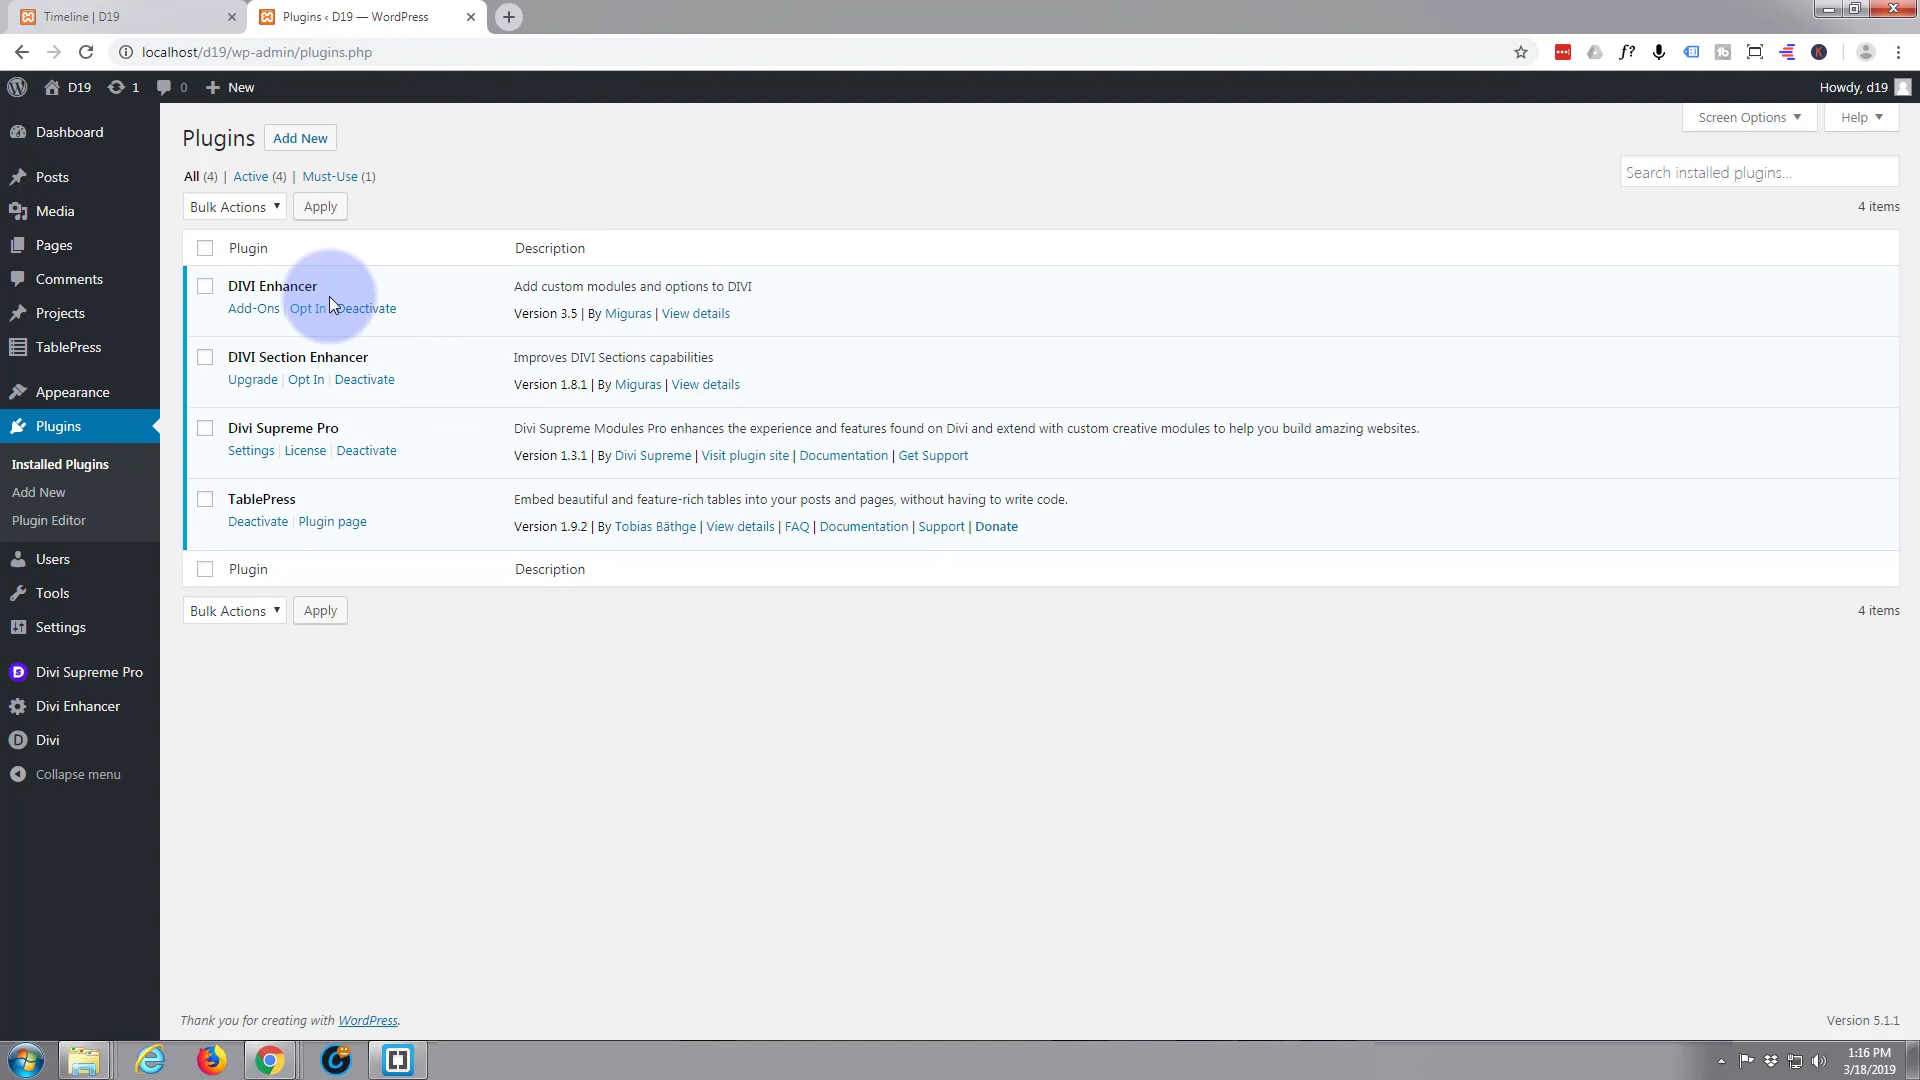 Timeline | D19
Plugins ‹ D19 — WordPress
localhost/d19/wp-admin/plugins.php
D19
1
0
New
Howdy, d19
Dashboard
Posts
Media
Pages
Comments
Projects
TablePress
Appearance
Plugins
Installed Plugins
Add New
Plugin Editor
Users
Tools
Settings
Divi Supreme Pro
Divi Enhancer
Divi
Collapse menu
Screen Options
Help
Plugins
Add New
All (4) | Active (4) | Must-Use (1)
Search installed plugins...
Bulk Actions
Apply
4 items
Plugin
Description
DIVI Enhancer
Add-Ons | Opt In | Deactivate
Add custom modules and options to DIVI
Version 3.5 | By Miguras | View details
DIVI Section Enhancer
Upgrade | Opt In | Deactivate
Improves DIVI Sections capabilities
Version 1.8.1 | By Miguras | View details
Divi Supreme Pro
Settings | License | Deactivate
Divi Supreme Modules Pro enhances the experience and features found on Divi and extend with custom creative modules to help you build amazing websites.
Version 1.3.1 | By Divi Supreme | Visit plugin site | Documentation | Get Support
TablePress
Deactivate | Plugin page
Embed beautiful and feature-rich tables into your posts and pages, without having to write code.
Version 1.9.2 | By Tobias Bäthge | View details | FAQ | Documentation | Support | Donate
Plugin
Description
Bulk Actions
Apply
4 items
Thank you for creating with WordPress.
Version 5.1.1
1:16 PM
3/18/2019